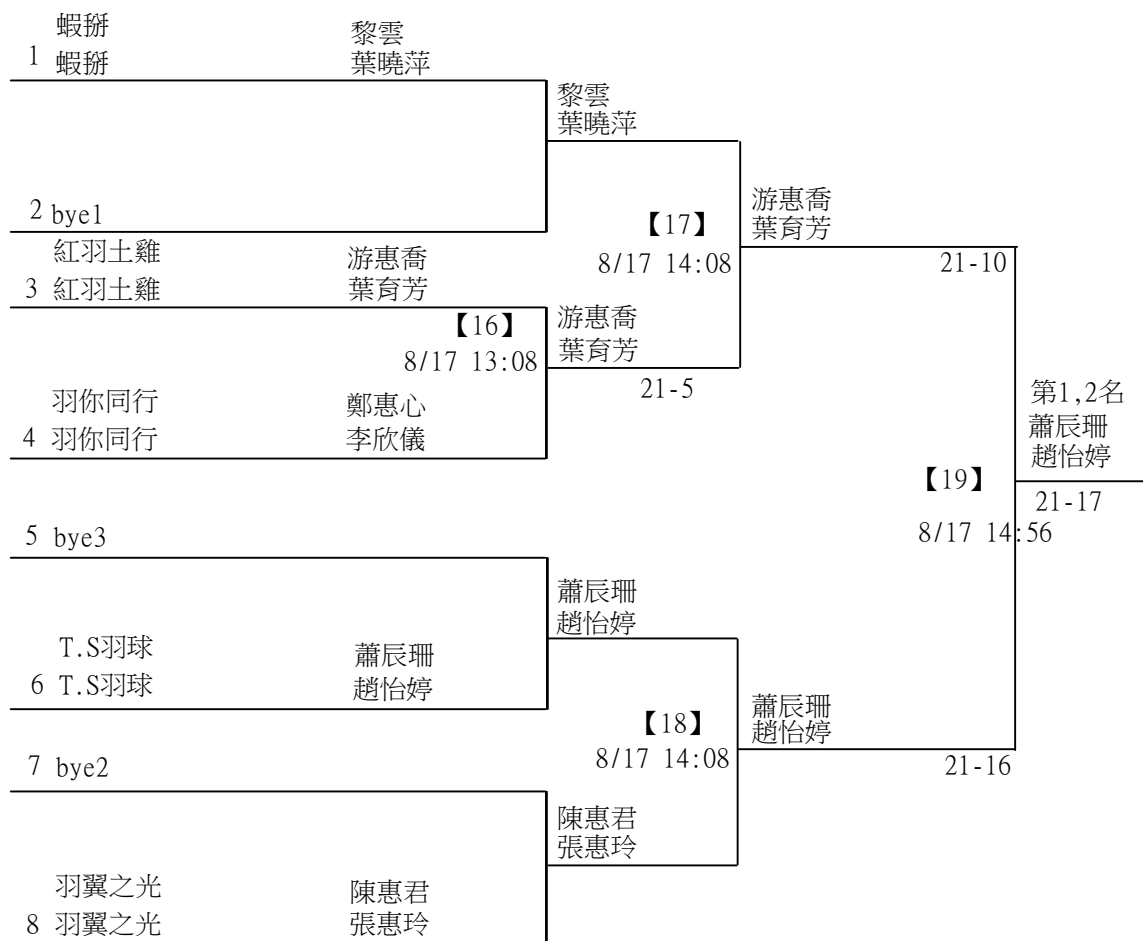 蝦掰 黎雲
1 蝦掰 葉曉萍
黎雲
葉曉萍
2 bye1
游惠喬
葉育芳
【17】
8/17 14:08
21-10
紅羽土雞 游惠喬
3 紅羽土雞 葉育芳
【16】
8/17 13:08
游惠喬
葉育芳
21-5
羽你同行 鄭惠心
4 羽你同行 李欣儀
第1,2名
蕭辰珊
趙怡婷
【19】
21-17
8/17 14:56
5 bye3
蕭辰珊
趙怡婷
T.S羽球 蕭辰珊
6 T.S羽球 趙怡婷
蕭辰珊
趙怡婷
【18】
8/17 14:08
21-16
7 bye2
陳惠君
張惠玲
羽翼之光 陳惠君
8 羽翼之光 張惠玲